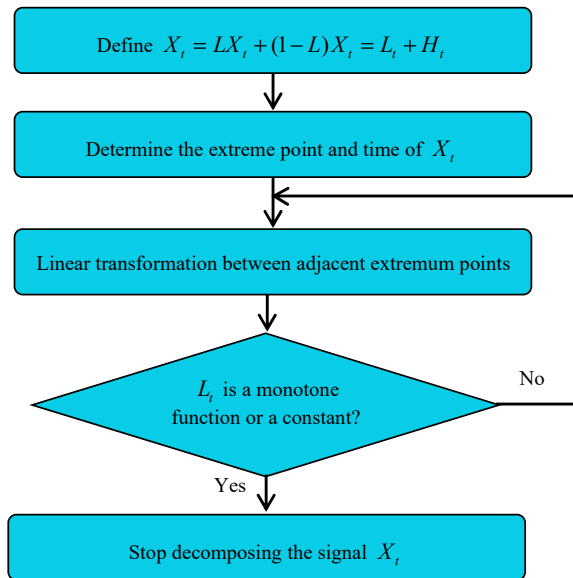 Define X_t = LX_t + (1−L)X_t = L_t + H_t
Determine the extreme point and time of X_t
Linear transformation between adjacent extremum points
L_t is a monotone
function or a constant?
No
Yes
Stop decomposing the signal X_t